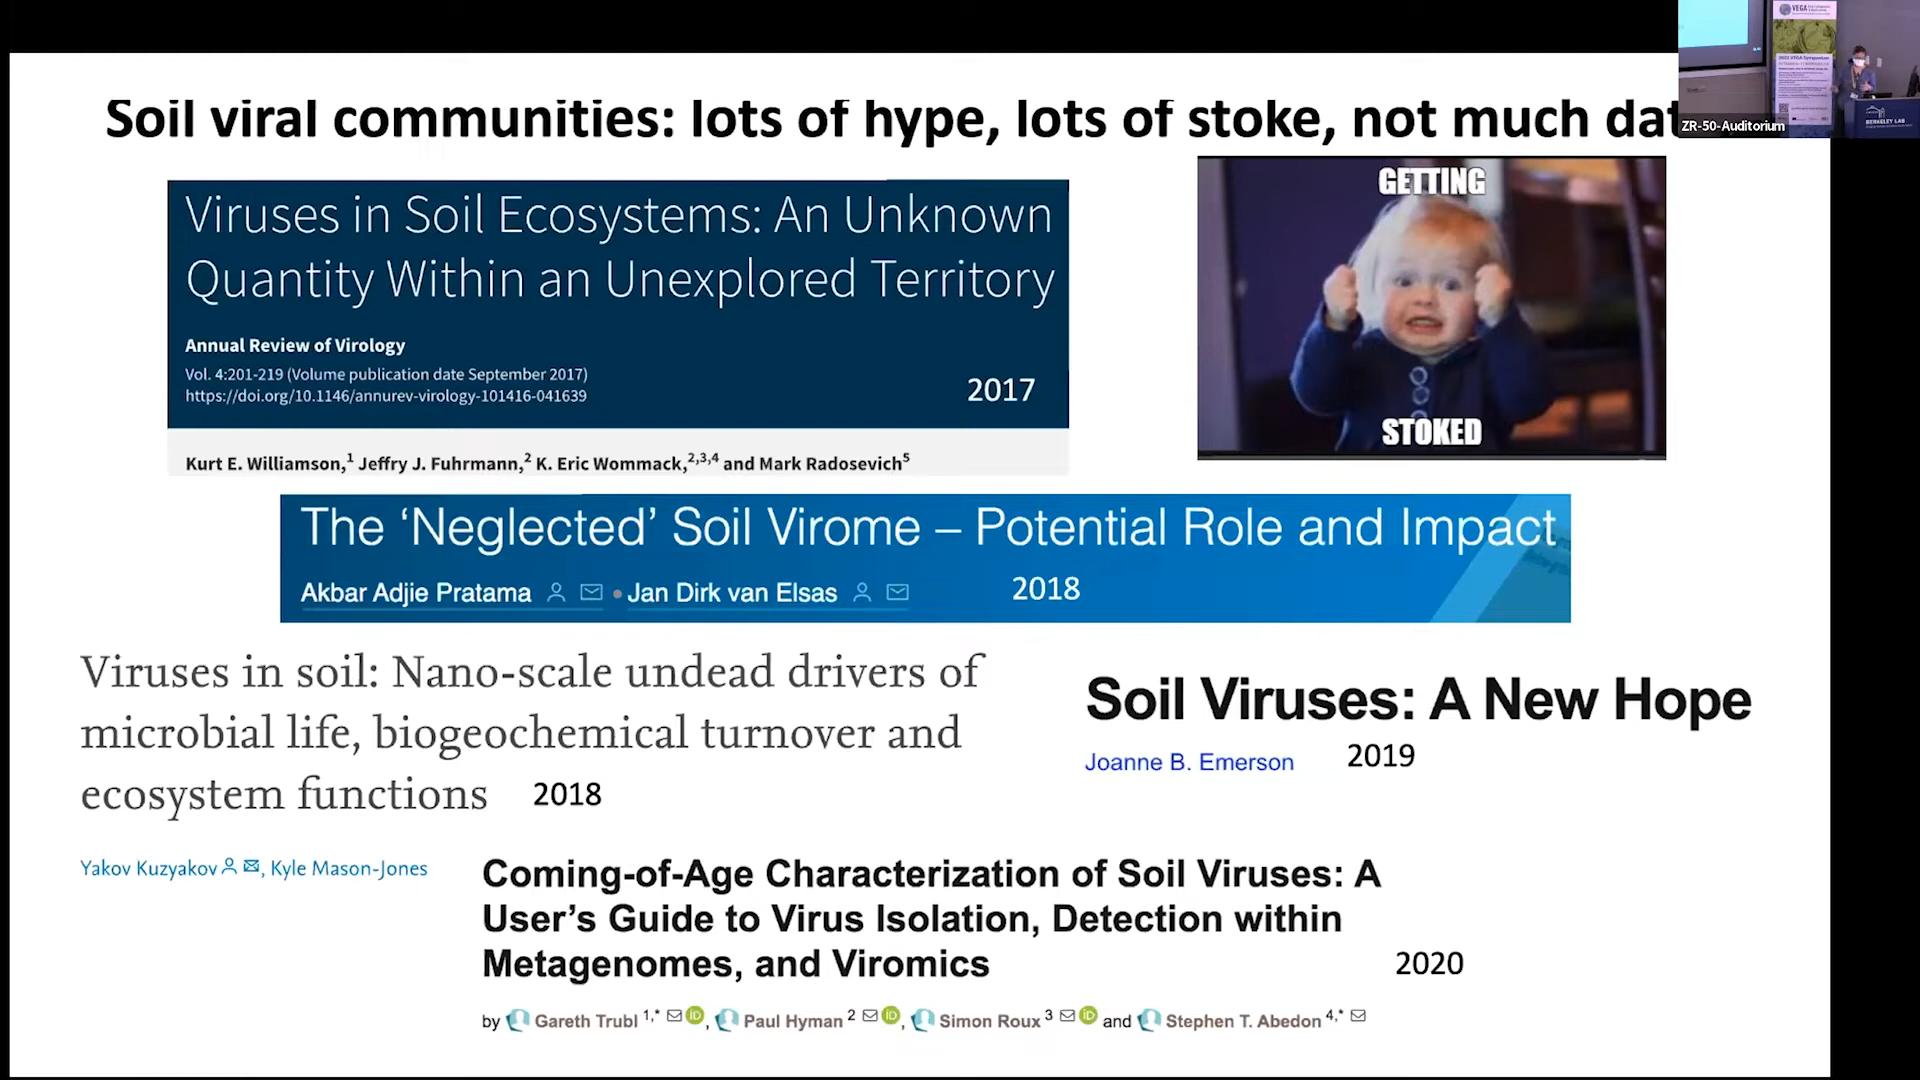 Soil viral communities: lots of hype, lots of stoke, not much dat
VEGA
ZR-50-Auditorium
BERKELEY LAB
Viruses in Soil Ecosystems: An Unknown
Quantity Within an Unexplored Territory
Annual Review of Virology
Vol. 4:201-219 (Volume publication date September 2017)
https://doi.org/10.1146/annurev-virology-101416-041639
2017
Kurt E. Williamson,1 Jeffry J. Fuhrmann,2 K. Eric Wommack,2,3,4 and Mark Radosevich5
GETTING
STOKED
The ‘Neglected’ Soil Virome – Potential Role and Impact
Akbar Adjie Pratama • Jan Dirk van Elsas
2018
Viruses in soil: Nano-scale undead drivers of
microbial life, biogeochemical turnover and
ecosystem functions
2018
Yakov Kuzyakov, Kyle Mason-Jones
Soil Viruses: A New Hope
Joanne B. Emerson
2019
Coming-of-Age Characterization of Soil Viruses: A
User’s Guide to Virus Isolation, Detection within
Metagenomes, and Viromics
2020
by Gareth Trubl 1,* iD, Paul Hyman 2 iD, Simon Roux 3 iD and Stephen T. Abedon 4,*